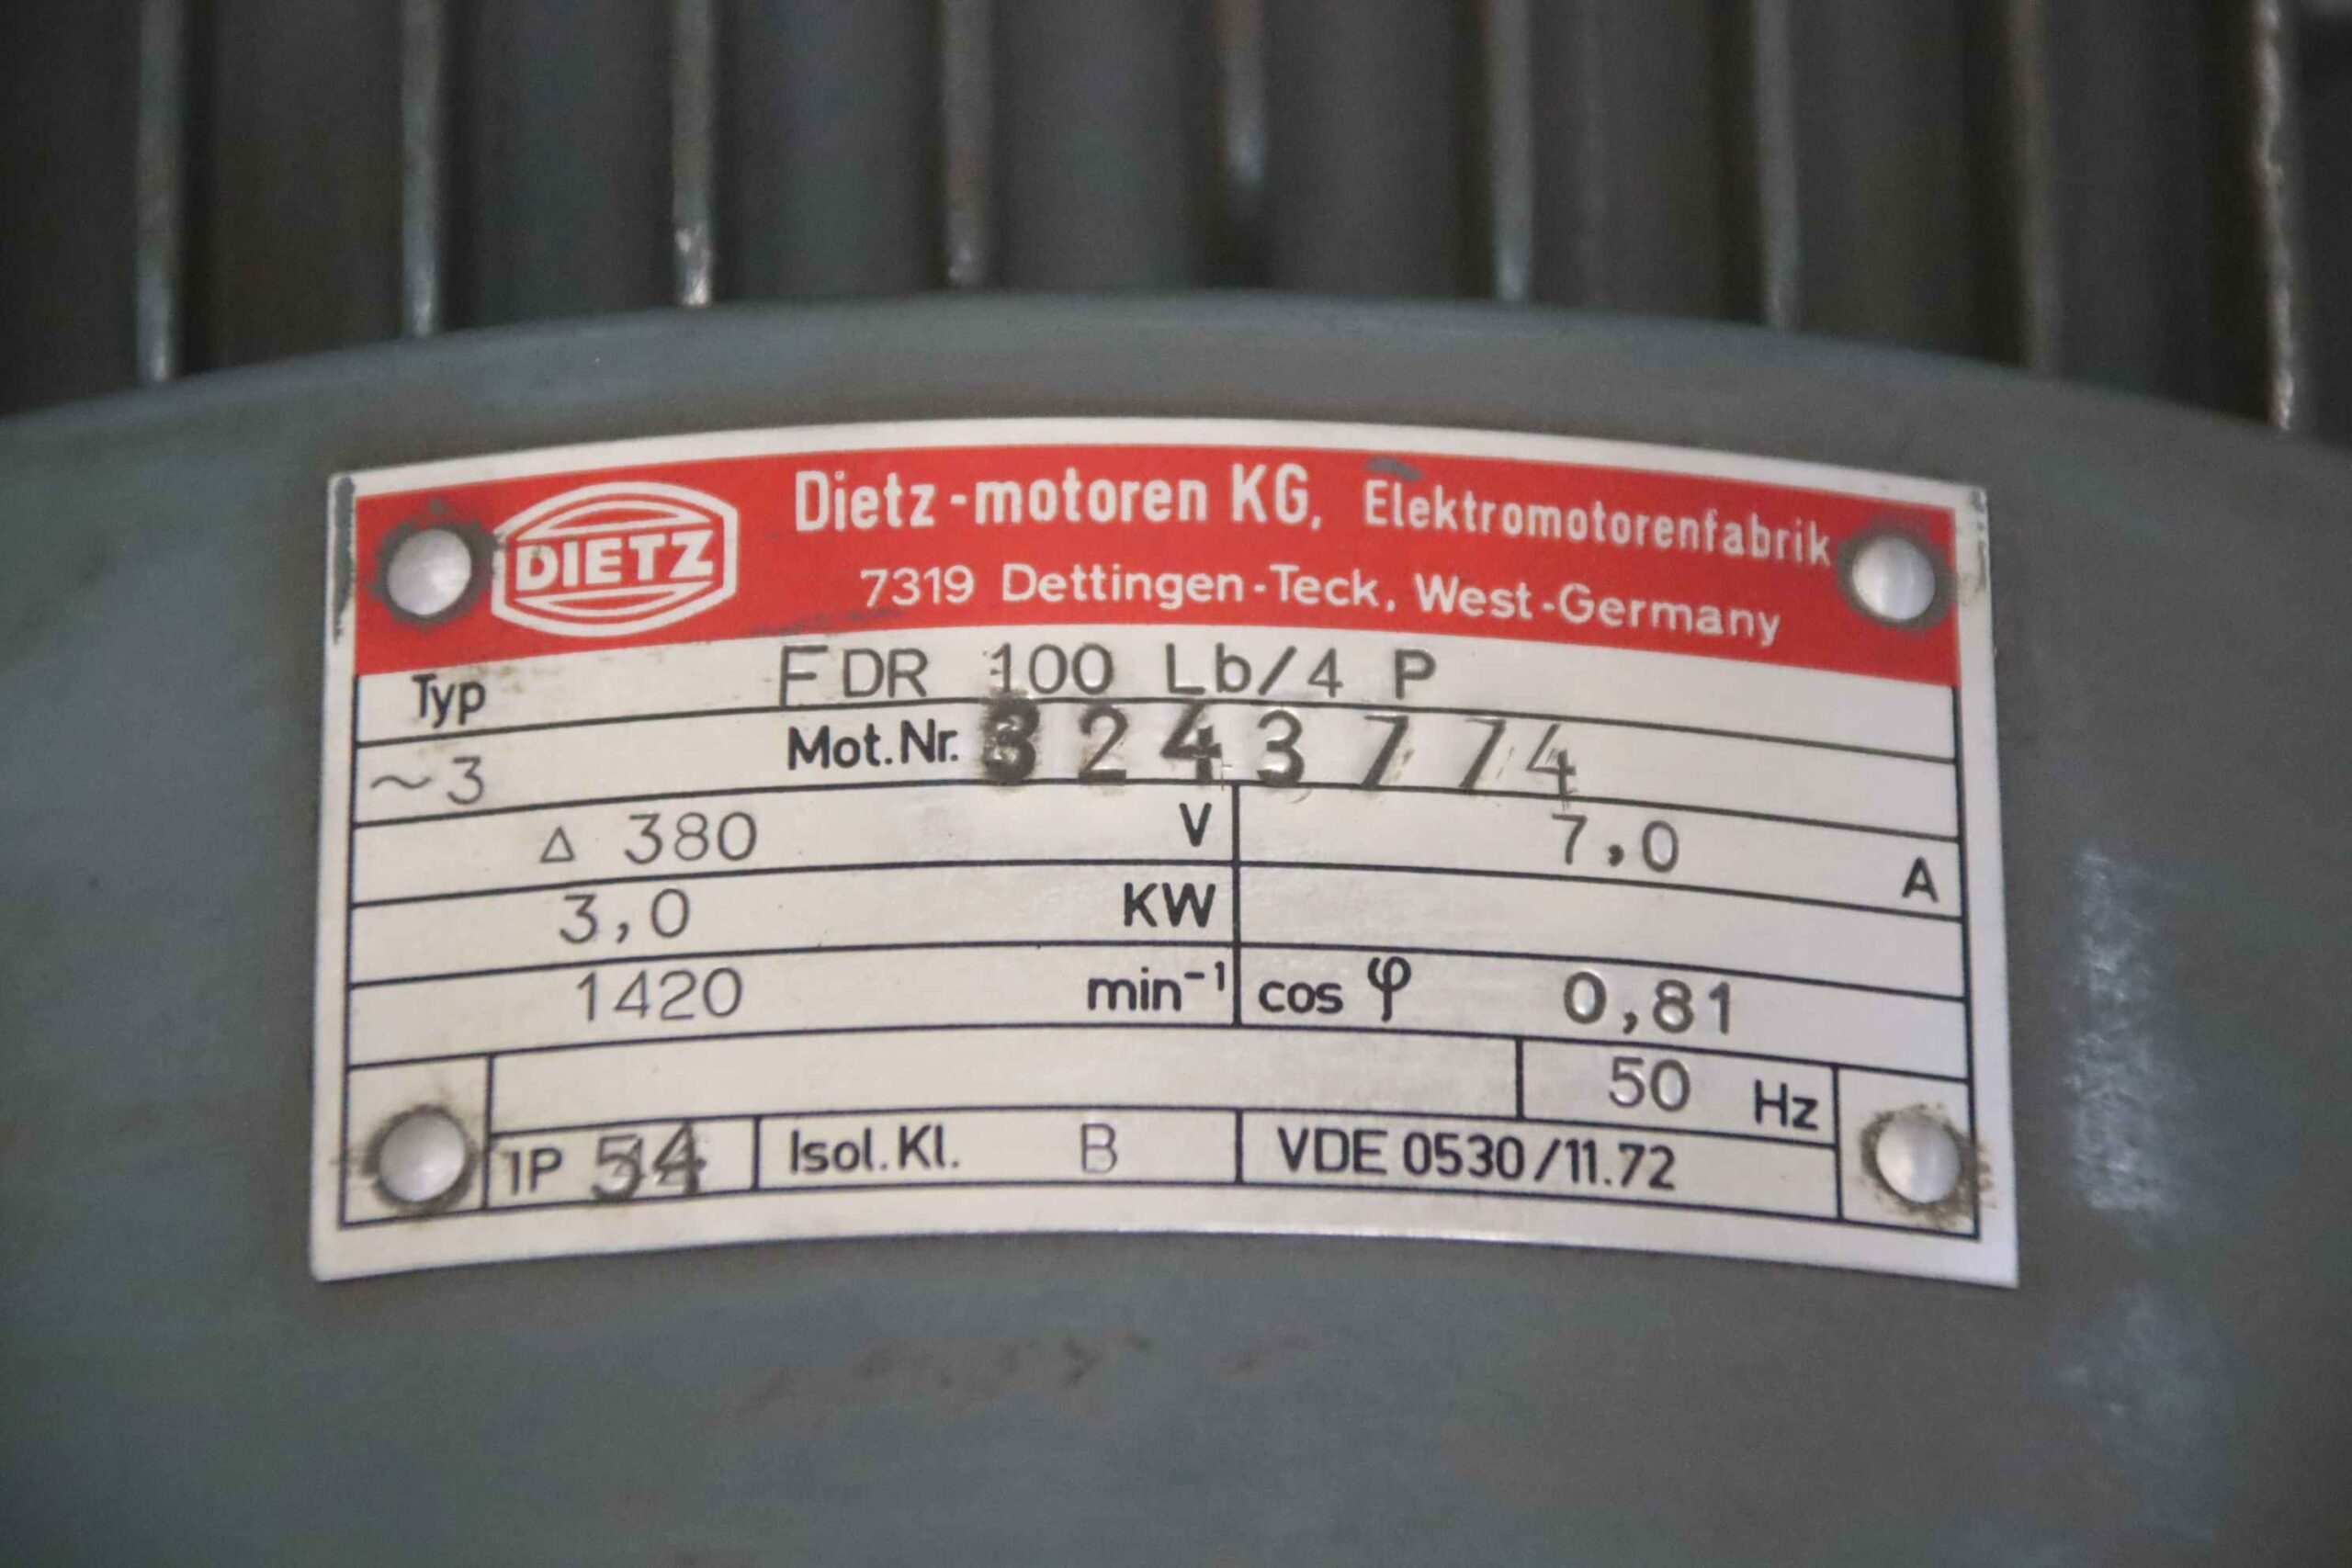 DIETZ
Dietz-motoren KG, Elektromotorenfabrik
7319 Dettingen-Teck, West-Germany
Typ FDR 100 Lb/4 P
~3 Mot.Nr. 3243774
Δ 380 V 7,0 A
3,0 KW
1420 min⁻¹ cos φ 0,81
50 Hz
IP 54 Isol.Kl. B VDE 0530/11.72